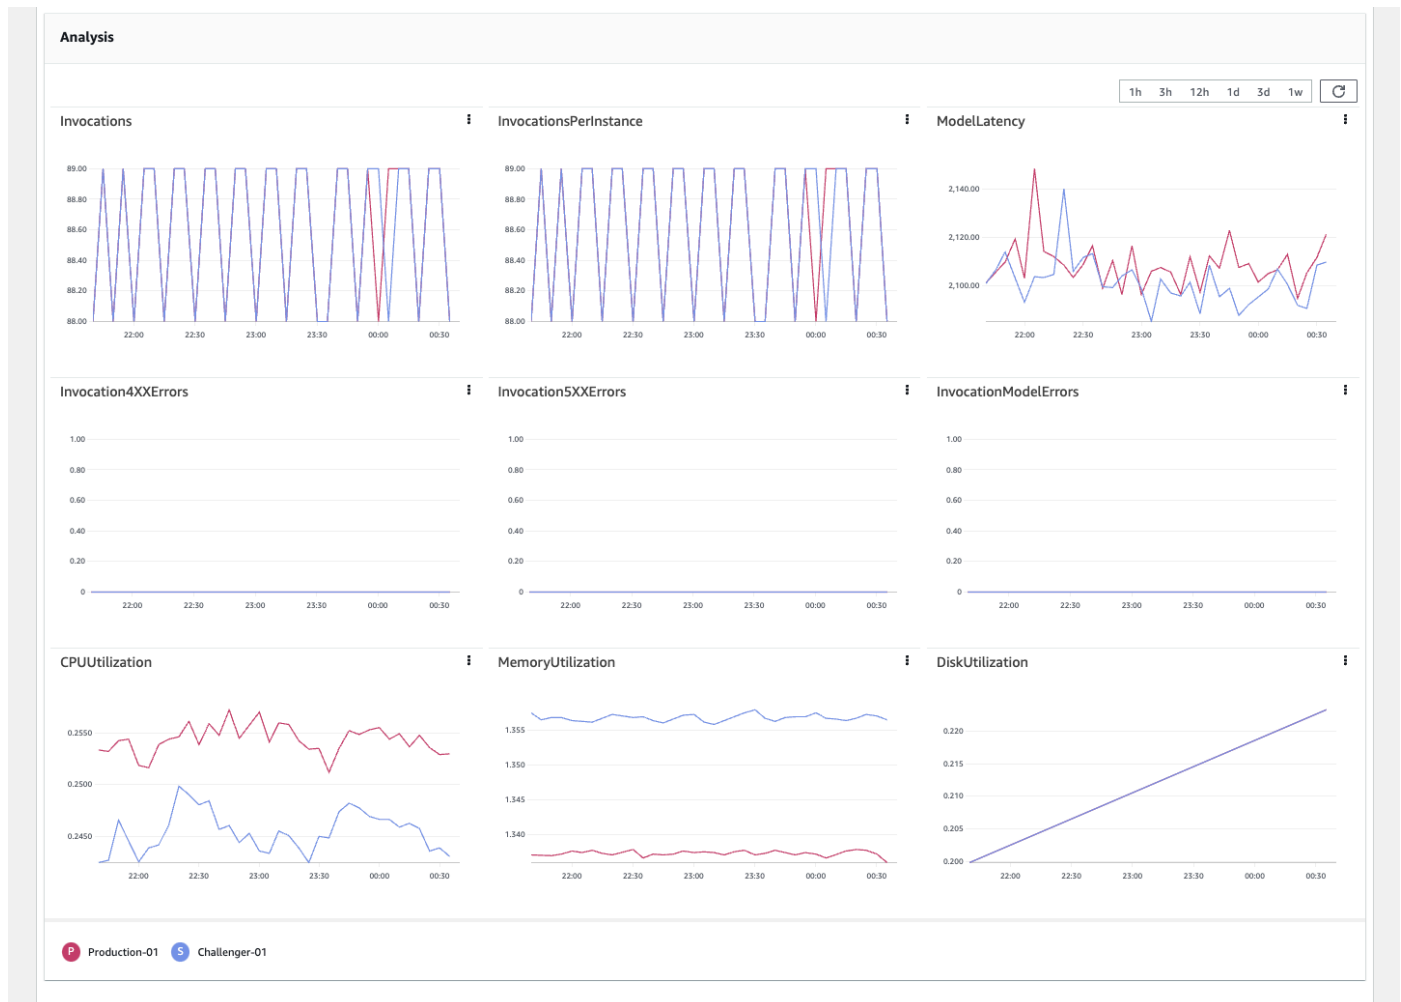 Analysis
1h 3h 12h 1d 3d 1w
Invocations
89.00
88.80
88.60
88.40
88.20
88.00
22:00 22:30 23:00 23:30 00:00 00:30
InvocationsPerInstance
89.00
88.80
88.60
88.40
88.20
88.00
22:00 22:30 23:00 23:30 00:00 00:30
ModelLatency
2,140.00
2,120.00
2,100.00
22:00 22:30 23:00 23:30 00:00 00:30
Invocation4XXErrors
1.00
0.80
0.60
0.40
0.20
0
22:00 22:30 23:00 23:30 00:00 00:30
Invocation5XXErrors
1.00
0.80
0.60
0.40
0.20
0
22:00 22:30 23:00 23:30 00:00 00:30
InvocationModelErrors
1.00
0.80
0.60
0.40
0.20
0
22:00 22:30 23:00 23:30 00:00 00:30
CPUUtilization
0.2550
0.2500
0.2450
22:00 22:30 23:00 23:30 00:00 00:30
MemoryUtilization
1.355
1.350
1.345
1.340
22:00 22:30 23:00 23:30 00:00 00:30
DiskUtilization
0.220
0.215
0.210
0.205
0.200
22:00 22:30 23:00 23:30 00:00 00:30
P Production-01 S Challenger-01